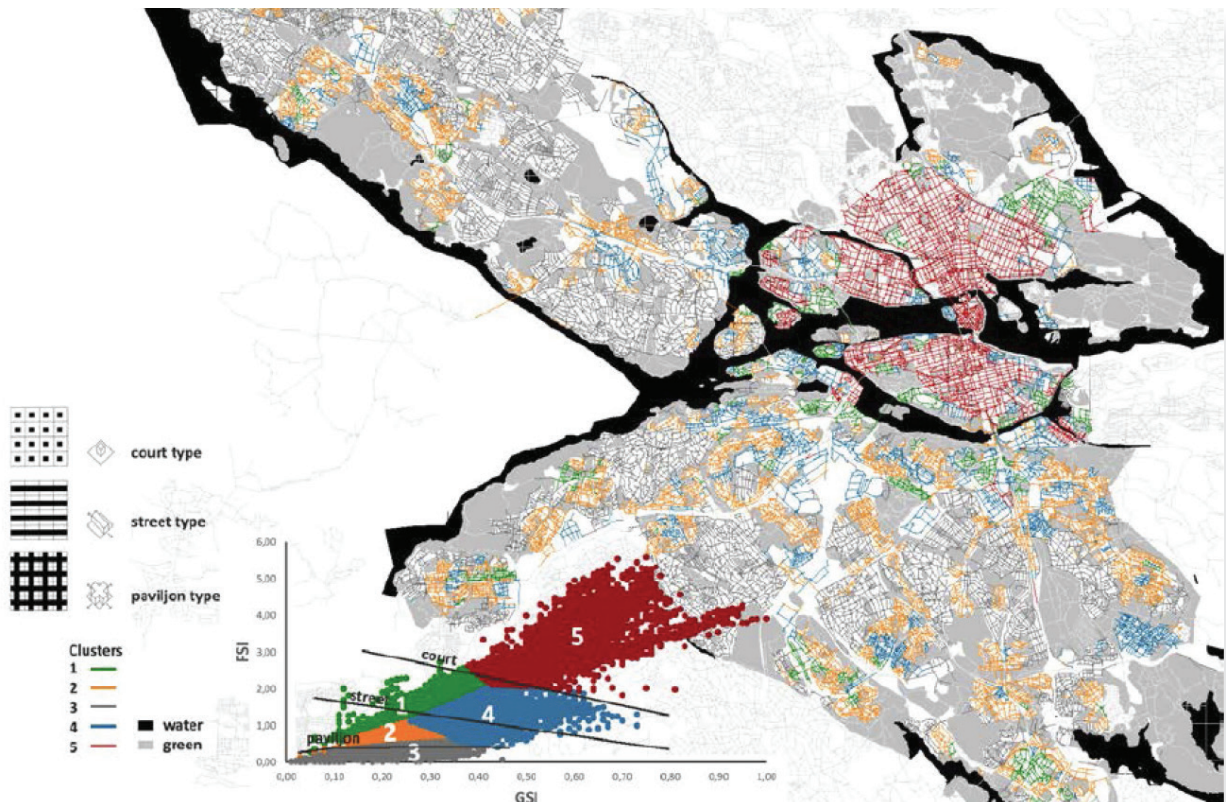 court type
street type
paviljon type
Clusters
1
2
3
4
5
water
green
FSI
6,00
5,00
4,00
3,00
2,00
1,00
0,00
court
street
paviljon
1
2
3
4
5
0,00 0,10 0,20 0,30 0,40 0,50 0,60 0,70 0,80 0,90 1,00
GSI